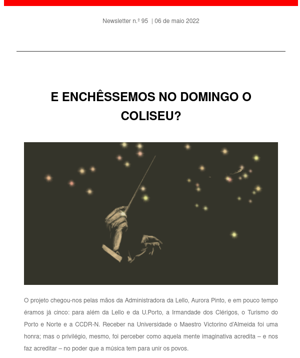 Newsletter n.º 95 | 06 de maio 2022
E ENCHÊSSEMOS NO DOMINGO O
COLISEU?
O projeto chegou-nos pelas mãos da Administradora da Lello, Aurora Pinto, e em pouco tempo
éramos já cinco: para além da Lello e da U.Porto, a Irmandade dos Clérigos, o Turismo do
Porto e Norte e a CCDR-N. Receber na Universidade o Maestro Victorino d'Almeida foi uma
honra; mas o privilégio, mesmo, foi perceber como aquela mente imaginativa acredita – e nos
faz acreditar – no poder que a música tem para unir os povos.